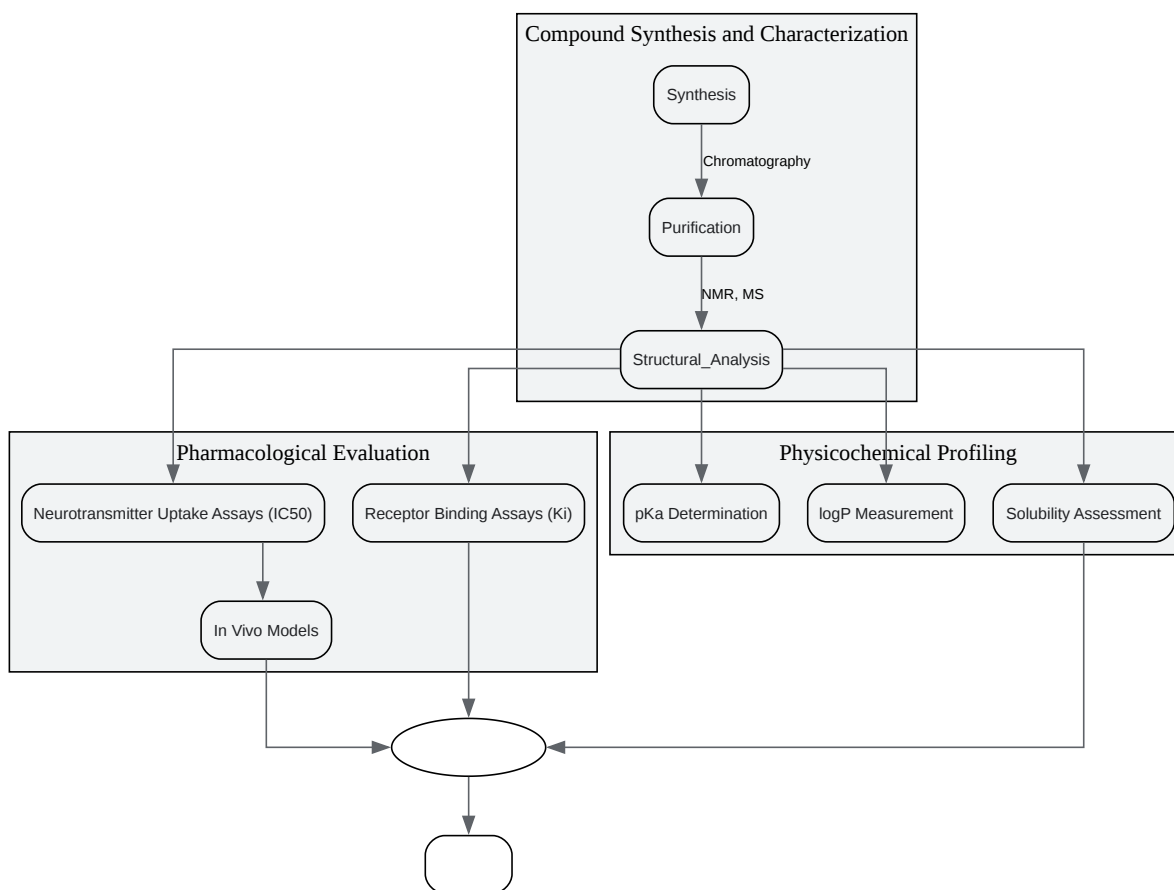 Compound Synthesis and Characterization
Synthesis
Chromatography
Purification
NMR, MS
Structural_Analysis
Pharmacological Evaluation
Physicochemical Profiling
Neurotransmitter Uptake Assays (IC50)
Receptor Binding Assays (Ki)
pKa Determination
logP Measurement
Solubility Assessment
In Vivo Models